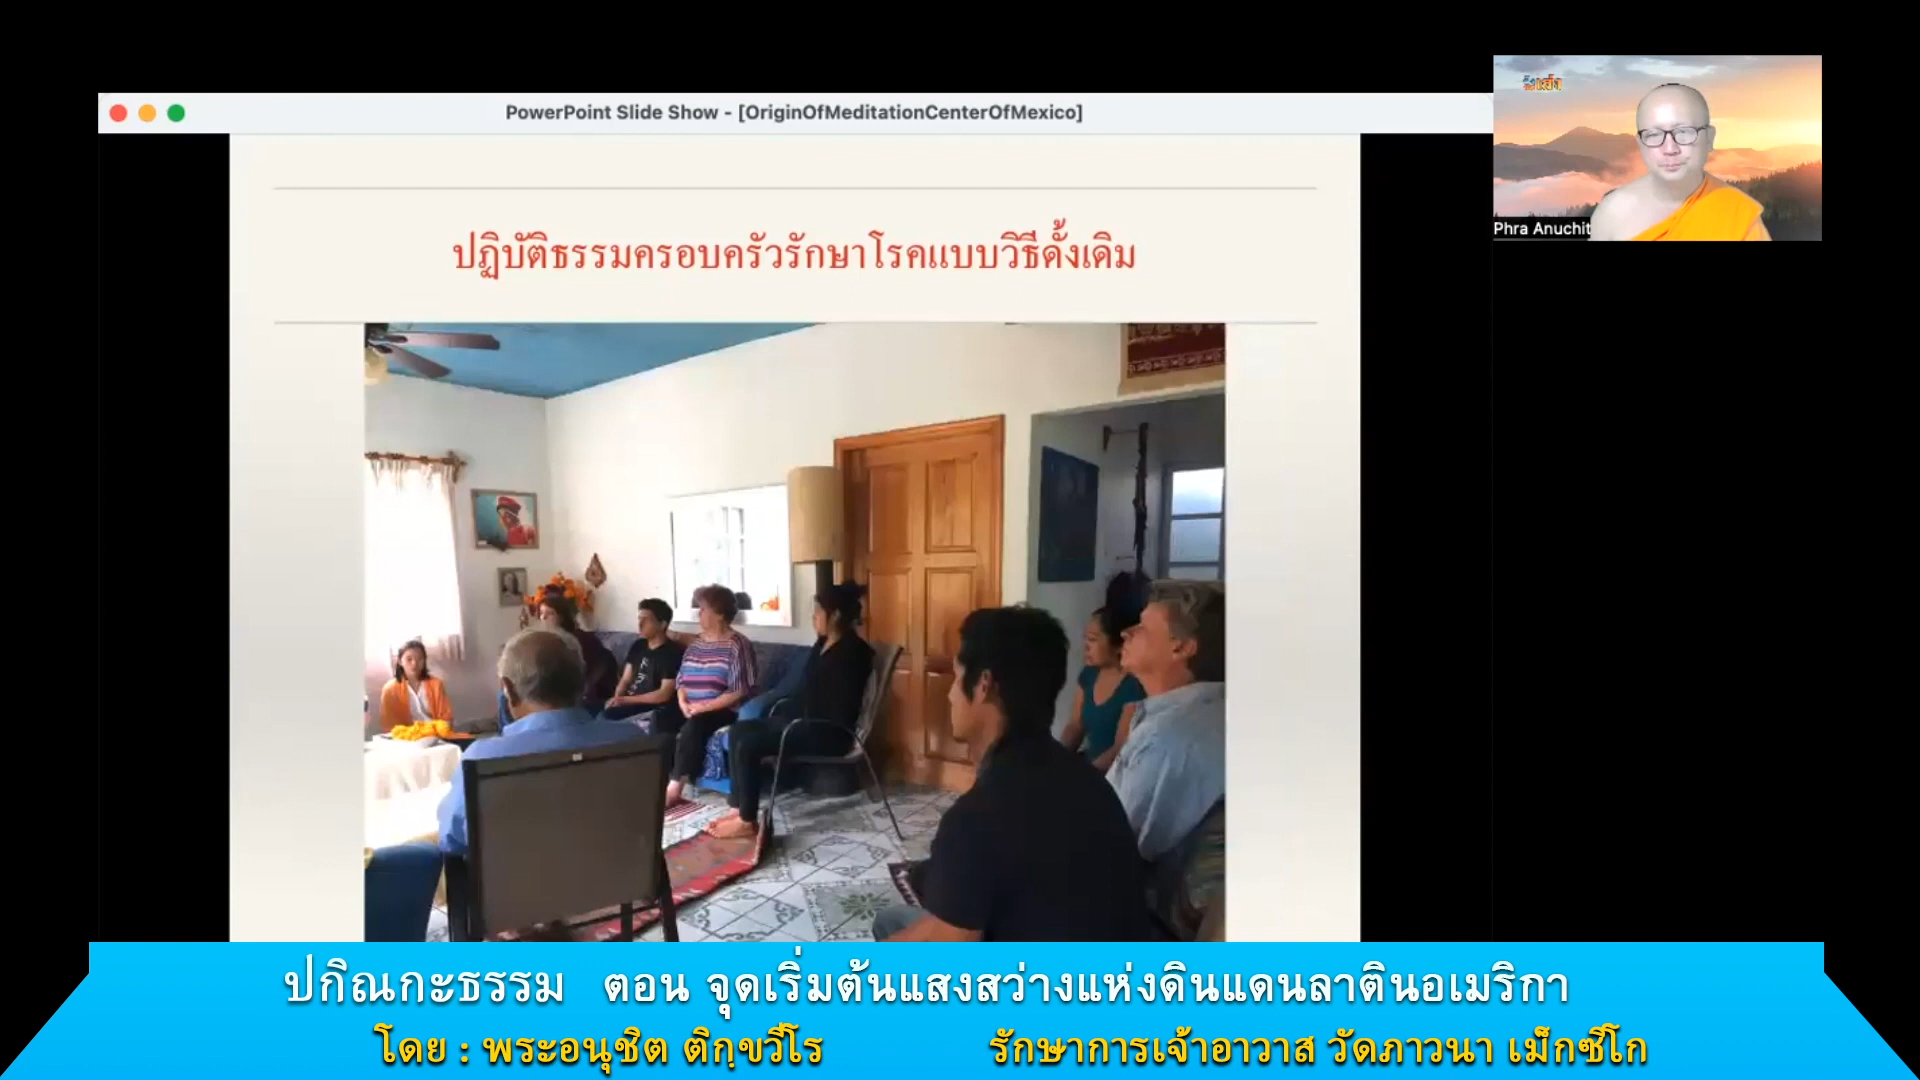 PowerPoint Slide Show - [OriginOfMeditationCenterOfMexico]
Phra Anuchit
ปฏิบัติธรรมครอบครัวรักษาโรคแบบวิธีดั้งเดิม
ปกิณกะธรรม ตอน จุดเริ่มต้นแสงสว่างแห่งดินแดนลาตินอเมริกา
โดย : พระอนุชิต ติกฺขวีโร รักษาการเจ้าอาวาส วัดภาวนา เม็กซีโก